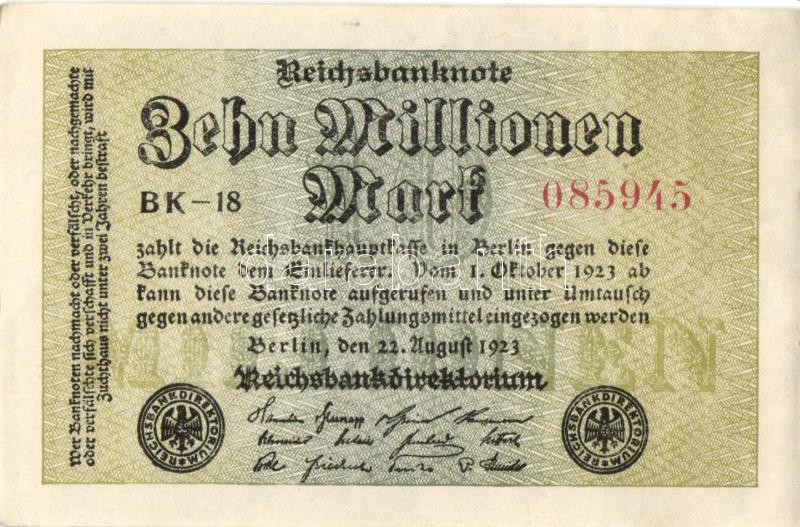 Reichsbanknote
Zehn Millionen
Mark
BK-18
085945
zahlt die Reichsbankhauptkasse in Berlin gegen diese
Banknote dem Einlieferer. Vom 1. Oktober 1923 ab
kann diese Banknote aufgerufen und unter Umtausch
gegen andere gesetzliche Zahlungsmittel eingezogen werden
Berlin, den 22. August 1923
Reichsbankdirektorium
Wer Banknoten nachmacht oder verfälscht, oder nachgemachte
oder verfälschte sich verschafft und in Verkehr bringt, wird mit
Zuchthaus nicht unter zwei Jahren bestraft
REICHSBANKDIREKTORIUM
REICHSBANKDIREKTORIUM